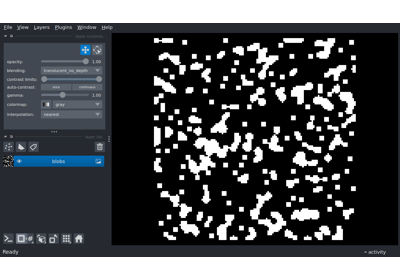 File View Layers Plugins Window Help
opacity: 1.00
blending: translucent_no_depth
contrast limits:
auto-contrast: once continuous
gamma: 1.00
colormap: gray
interpolation: nearest
blobs
Ready activity